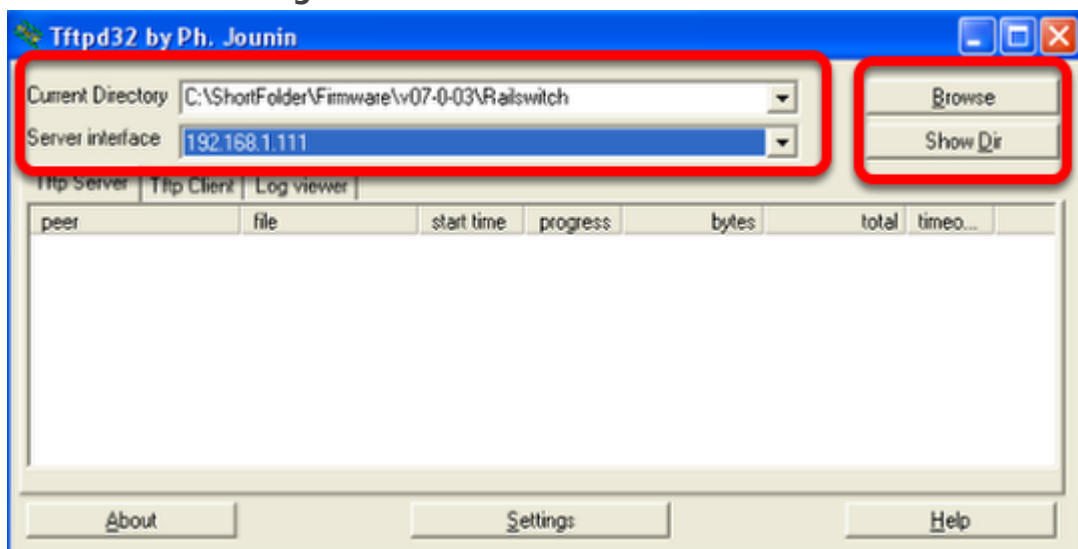 Tftpd32 by Ph. Jounin
Current Directory C:\ShortFolder\Firmware\v07-0-03\Railswitch Browse
Server interface 192.168.1.111 Show Dir
Tftp Server Tftp Client Log viewer
peer file start time progress bytes total timeo...
About Settings Help